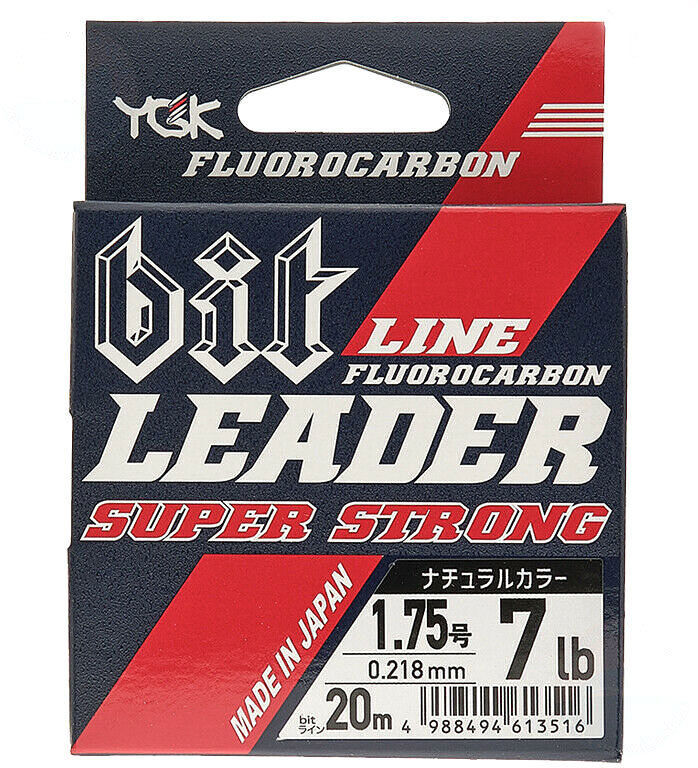 YGK
FLUOROCARBON
bit
LINE
FLUOROCARBON
LEADER
SUPER STRONG
MADE IN JAPAN
ナチュラルカラー
1.75号
7 lb
0.218mm
bit
ライン
20m
4 988494 613516